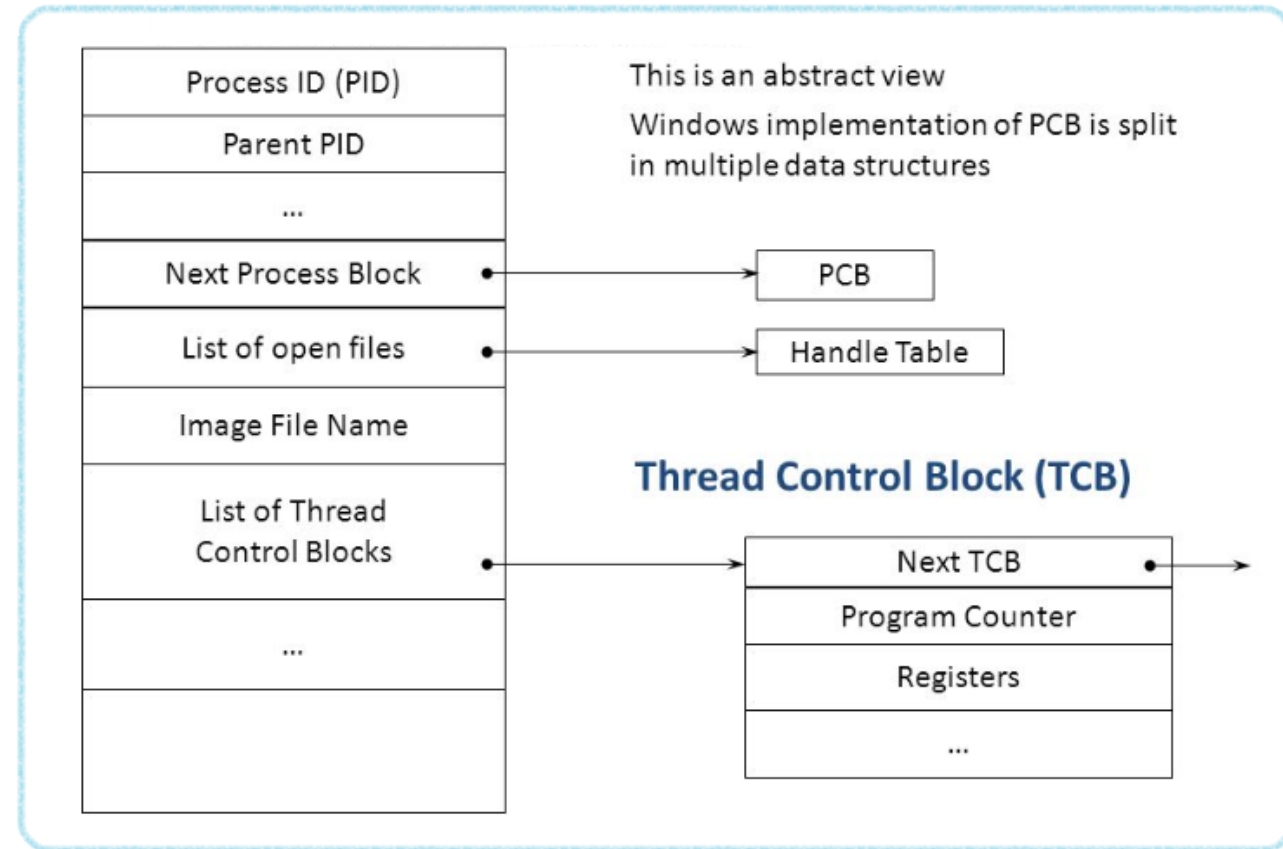 Process ID (PID)
Parent PID
...
Next Process Block
List of open files
Image File Name
List of Thread
Control Blocks
...
This is an abstract view
Windows implementation of PCB is split
in multiple data structures
PCB
Handle Table
Thread Control Block (TCB)
Next TCB
Program Counter
Registers
...